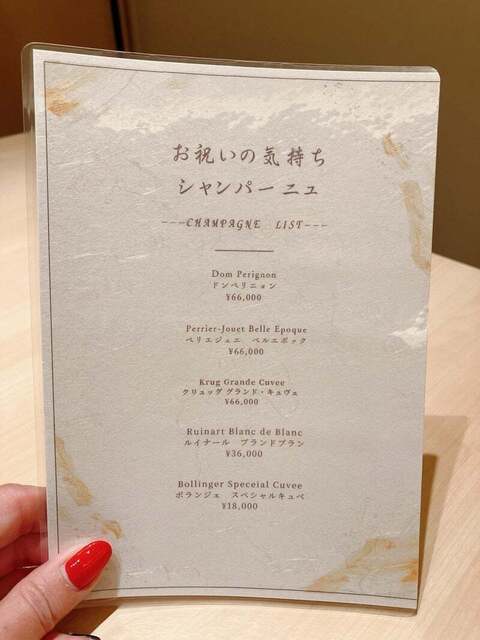 お祝いの気持ち
シャンパーニュ
---CHAMPAGNE LIST---
Dom Perignon
ドンペリニョン
¥66,000
Perrier-Jouet Belle Epoque
ペリエジュニ ベルエポック
¥66,000
Krug Grande Cuvee
クリュッグ グランド・キュヴェ
¥66,000
Ruinart Blanc de Blanc
ルイナール ブランドブラン
¥36,000
Bollinger Speceial Cuvee
ボランジェ スペシャルキュベ
¥18,000